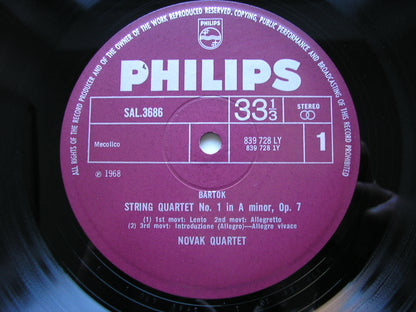 ALL RIGHTS OF THE RECORD PRODUCER AND OF THE OWNER OF THE WORK REPRODUCED RESERVED. COPYING, PUBLIC PERFORMANCE AND BROADCASTING OF THIS RECORD PROHIBITED
PHILIPS
PHILIPS
SAL.3686
33⅓
STEREO
Mecolico
839 728 LY
839 728 1Y
1
℗ 1968
BARTOK
STRING QUARTET No. 1 in A minor, Op. 7
(1) 1st movt: Lento 2nd movt: Allegretto
(2) 3rd movt: Introduzione (Allegro)—Allegro vivace
NOVAK QUARTET